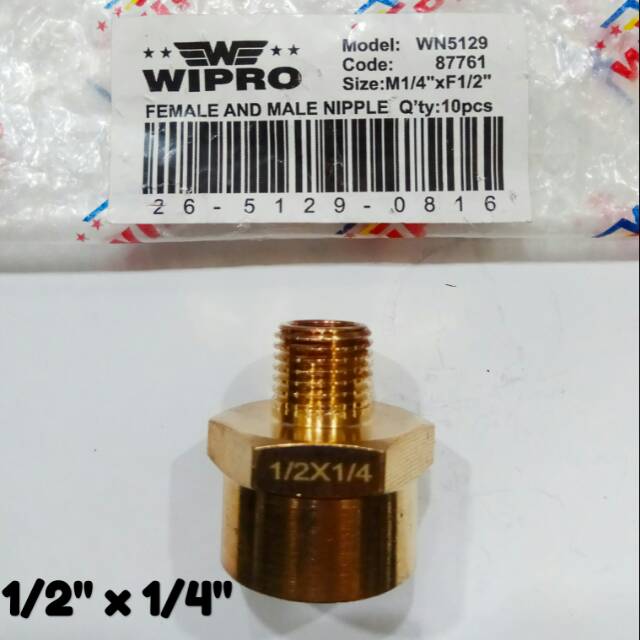 WIPRO
Model: WN5129
Code: 87761
Size:M1/4"xF1/2"
FEMALE AND MALE NIPPLE Q'ty:10pcs
26-5129-0816
1/2X1/4
1/2" x 1/4"